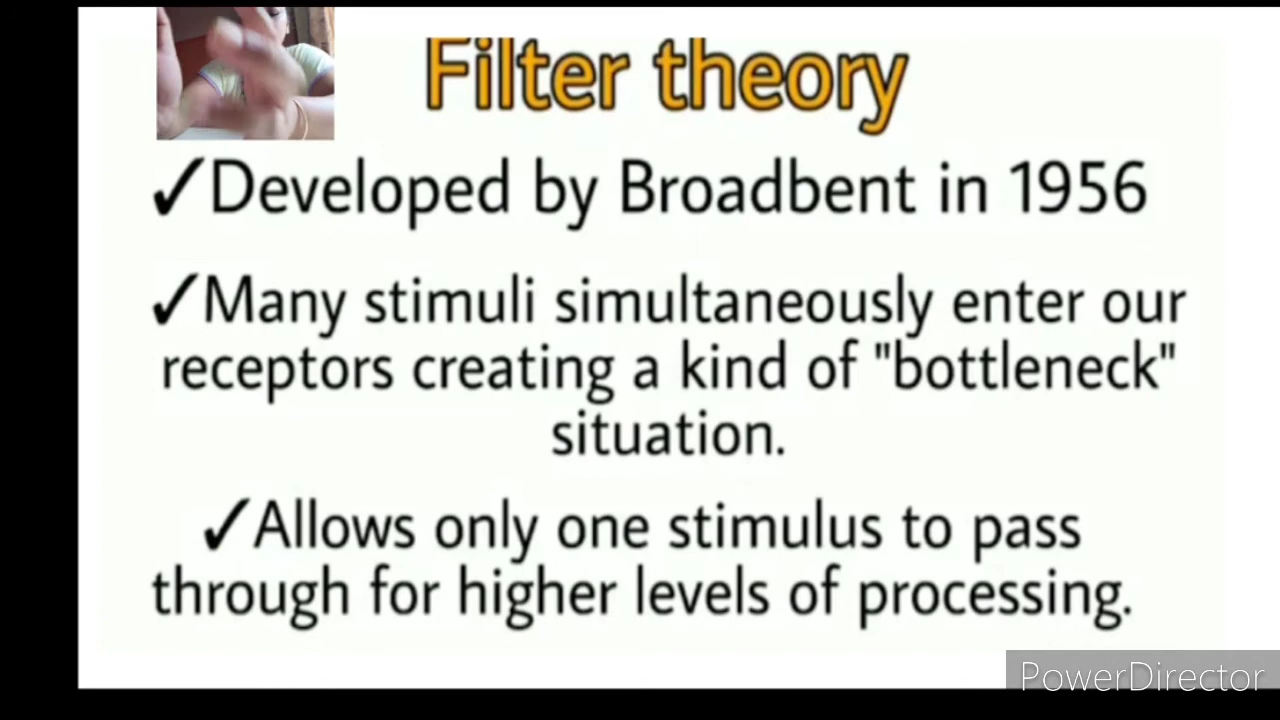 Filter theory
✓Developed by Broadbent in 1956
✓Many stimuli simultaneously enter our
receptors creating a kind of "bottleneck"
situation.
✓Allows only one stimulus to pass
through for higher levels of processing.
PowerDirector